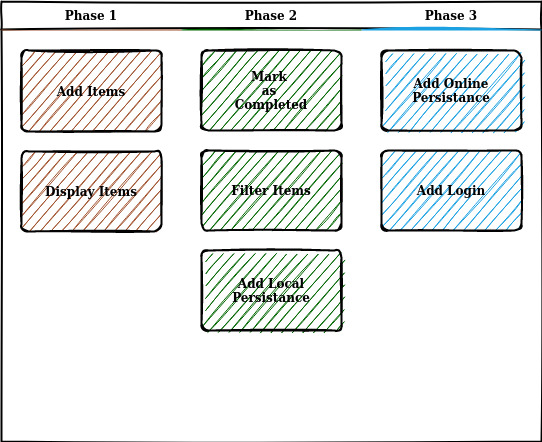 Phase 1
Phase 2
Phase 3
Add Items
Mark
as
Completed
Add Online
Persistance
Display Items
Filter Items
Add Login
Add Local
Persistance